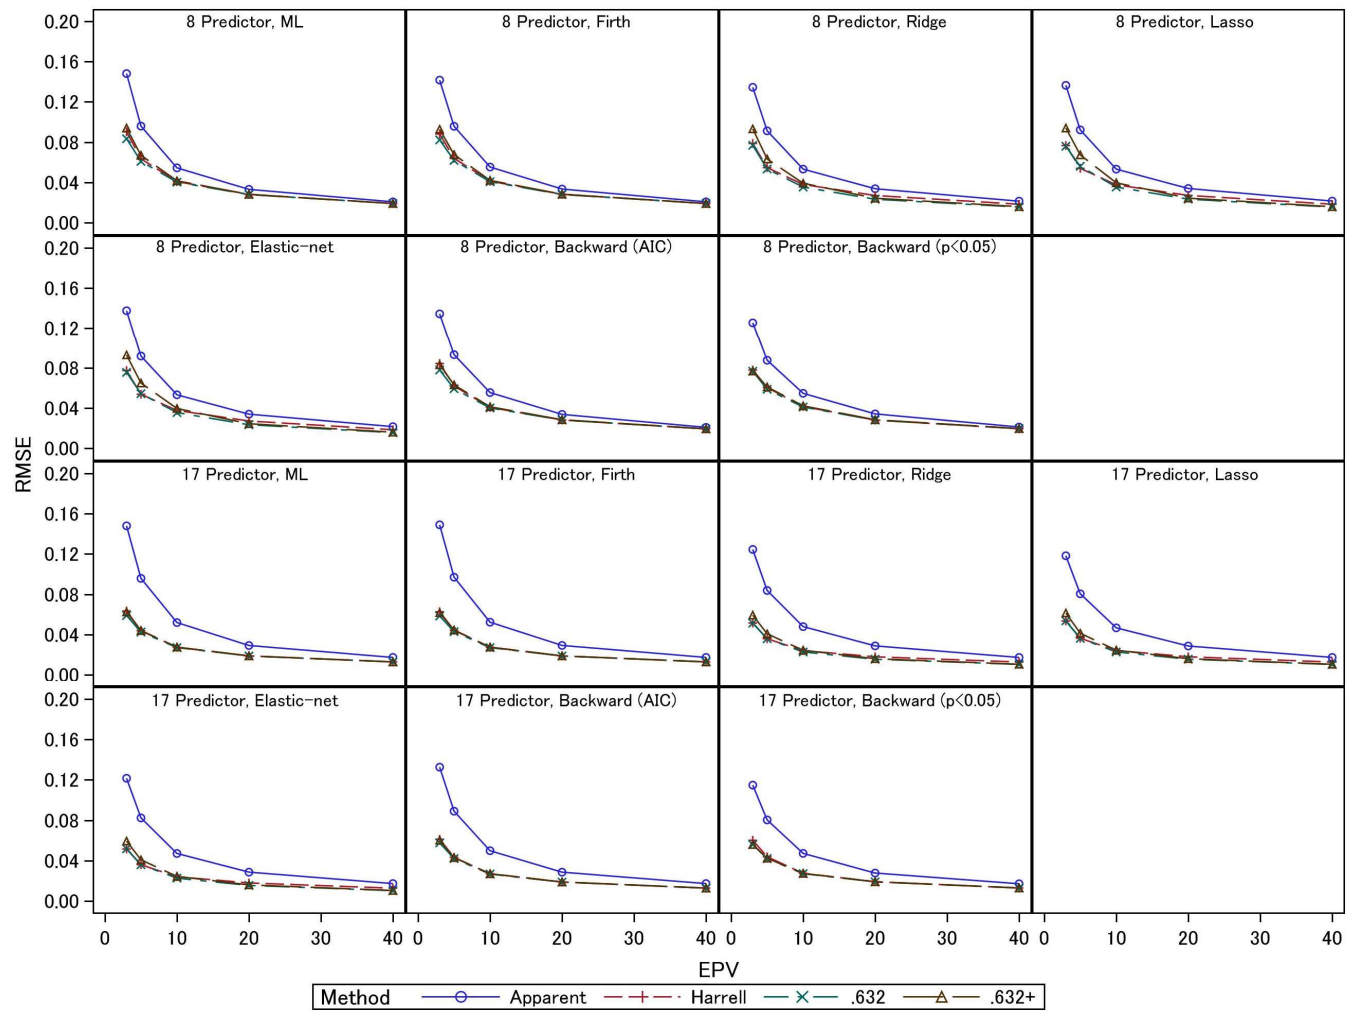 8 Predictor, ML
8 Predictor, Firth
8 Predictor, Ridge
8 Predictor, Lasso
0.20
0.16
0.12
0.08
0.04
0.00
8 Predictor, Elastic-net
8 Predictor, Backward (AIC)
8 Predictor, Backward (p<0.05)
0.20
0.16
0.12
0.08
0.04
0.00
RMSE
17 Predictor, ML
17 Predictor, Firth
17 Predictor, Ridge
17 Predictor, Lasso
0.20
0.16
0.12
0.08
0.04
0.00
17 Predictor, Elastic-net
17 Predictor, Backward (AIC)
17 Predictor, Backward (p<0.05)
0.20
0.16
0.12
0.08
0.04
0.00
0 10 20 30 40 0 10 20 30 40 0 10 20 30 40 0 10 20 30 40
EPV
Method Apparent Harrell .632 .632+